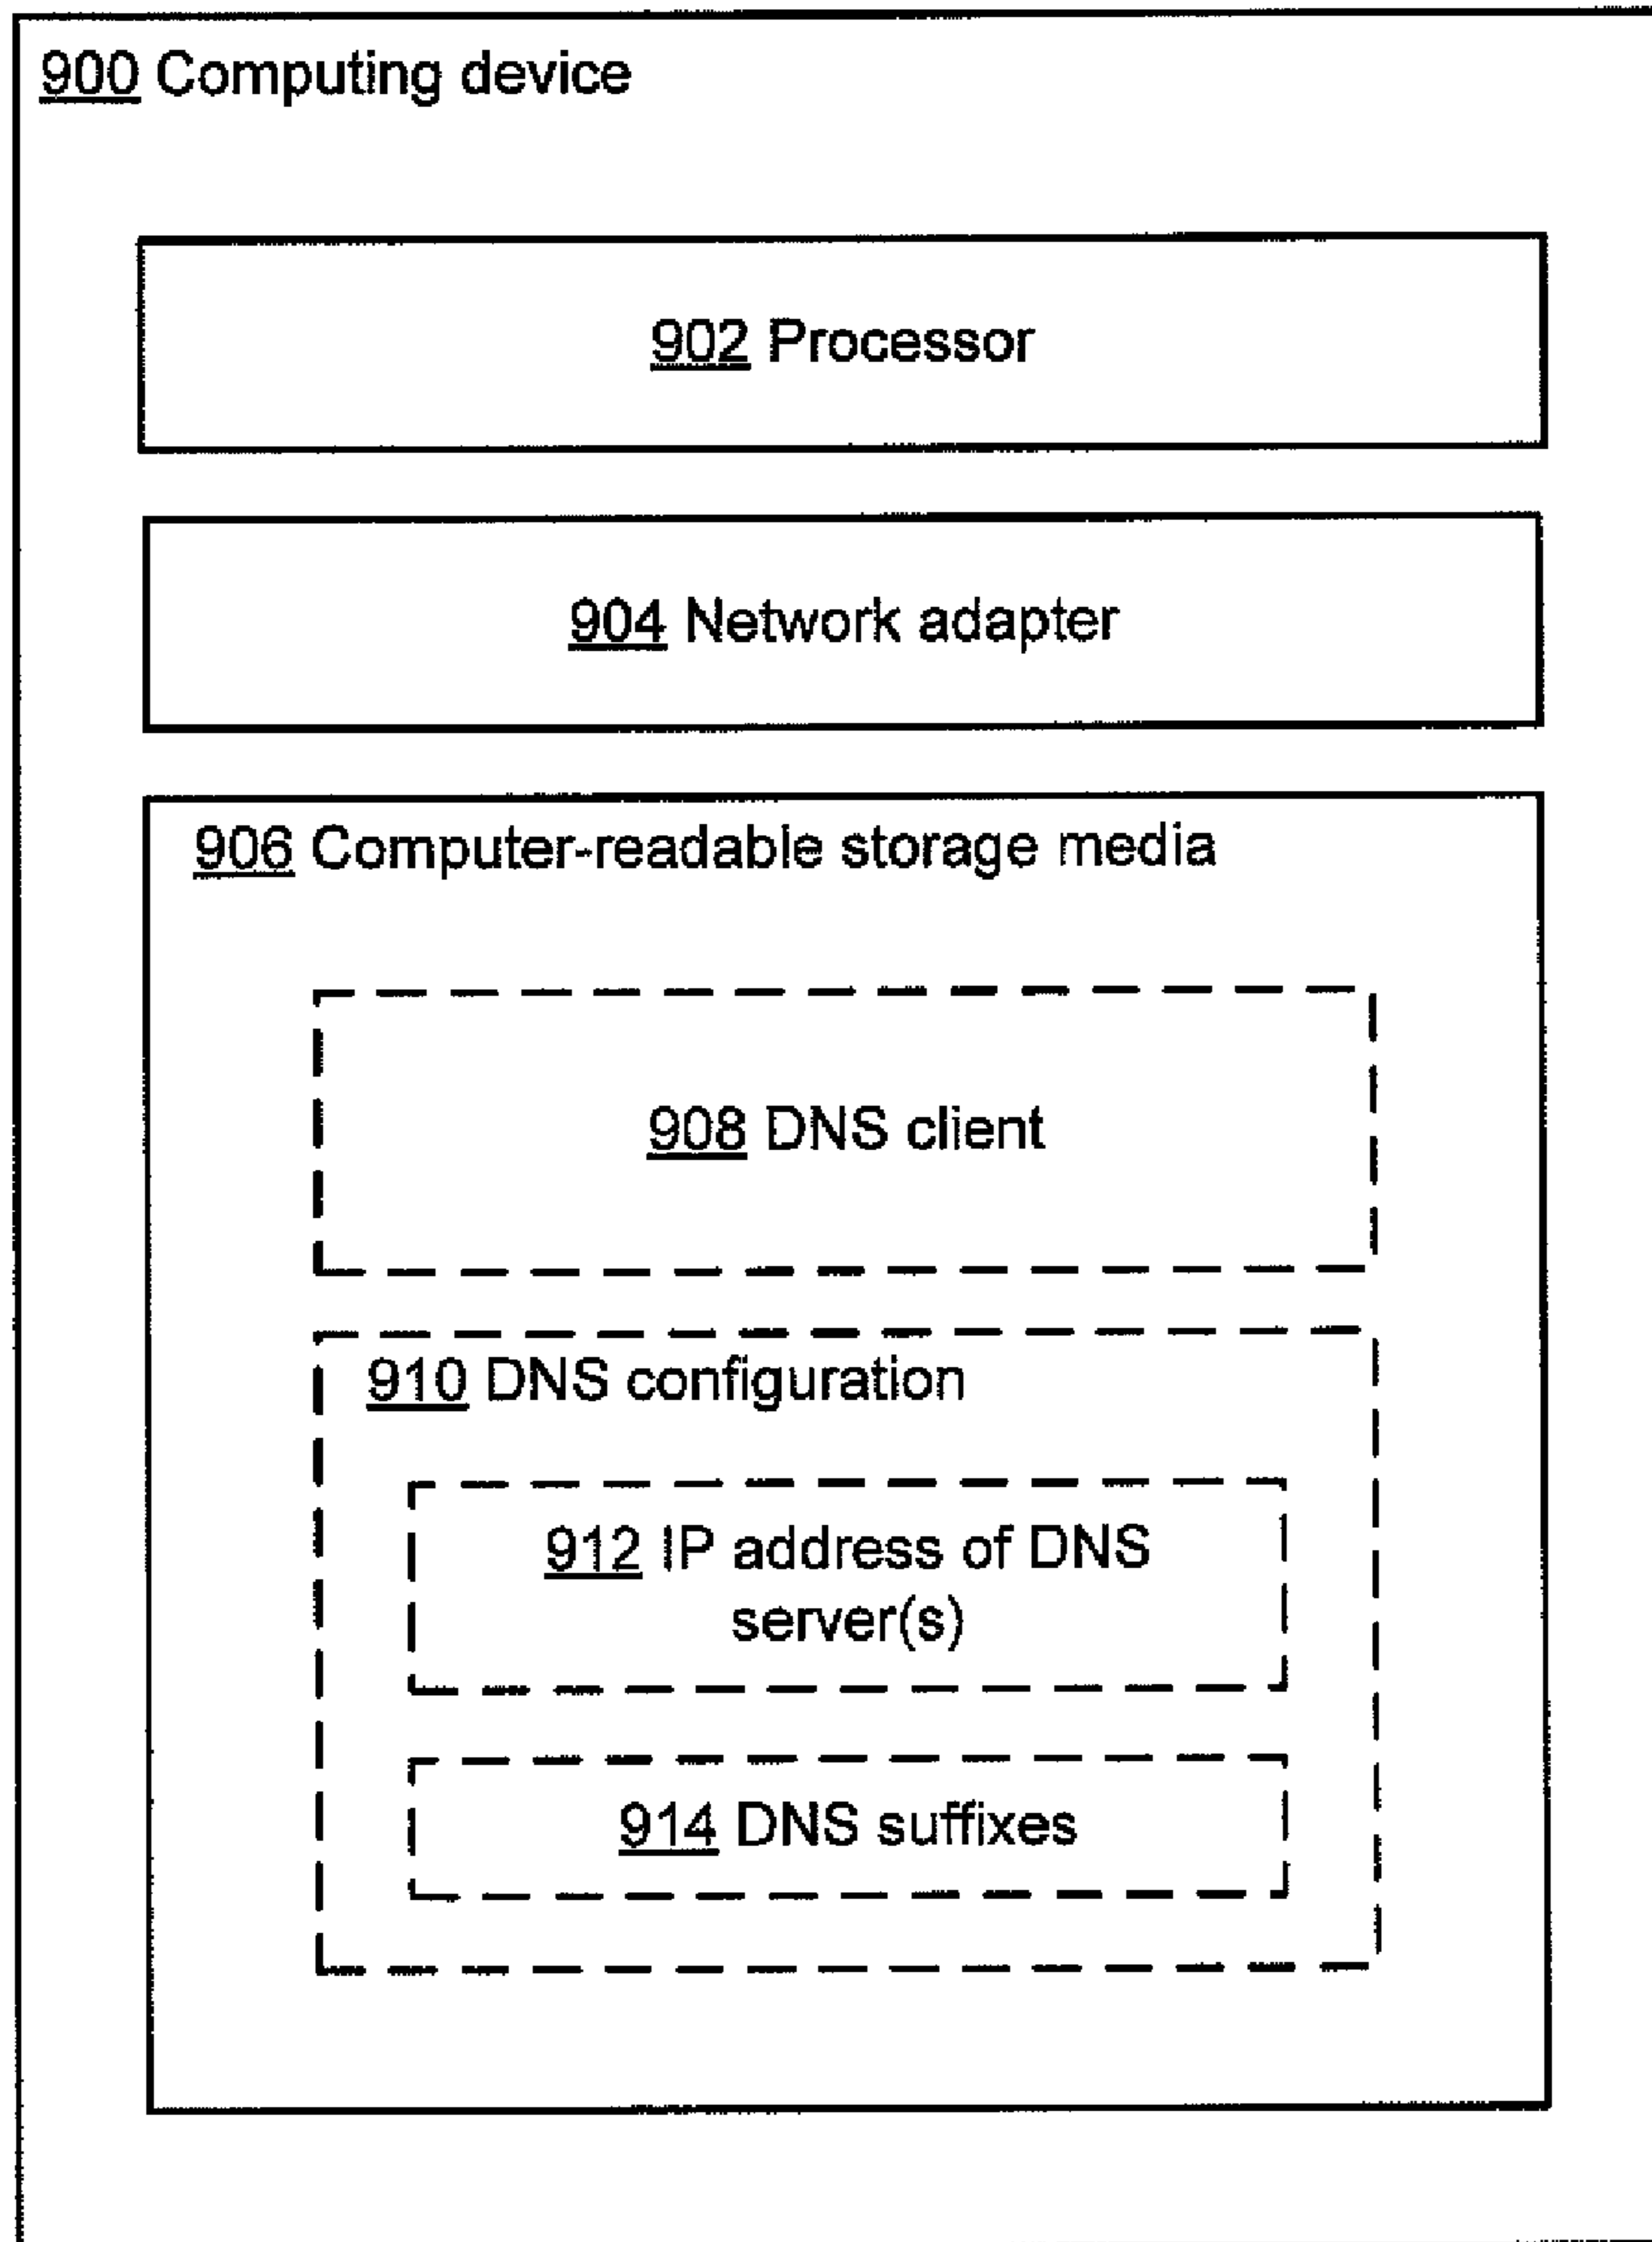 900 Computing device
902 Processor
904 Network adapter
906 Computer-readable storage media
908 DNS client
910 DNS configuration
912 IP address of DNS
server(s)
914 DNS suffixes